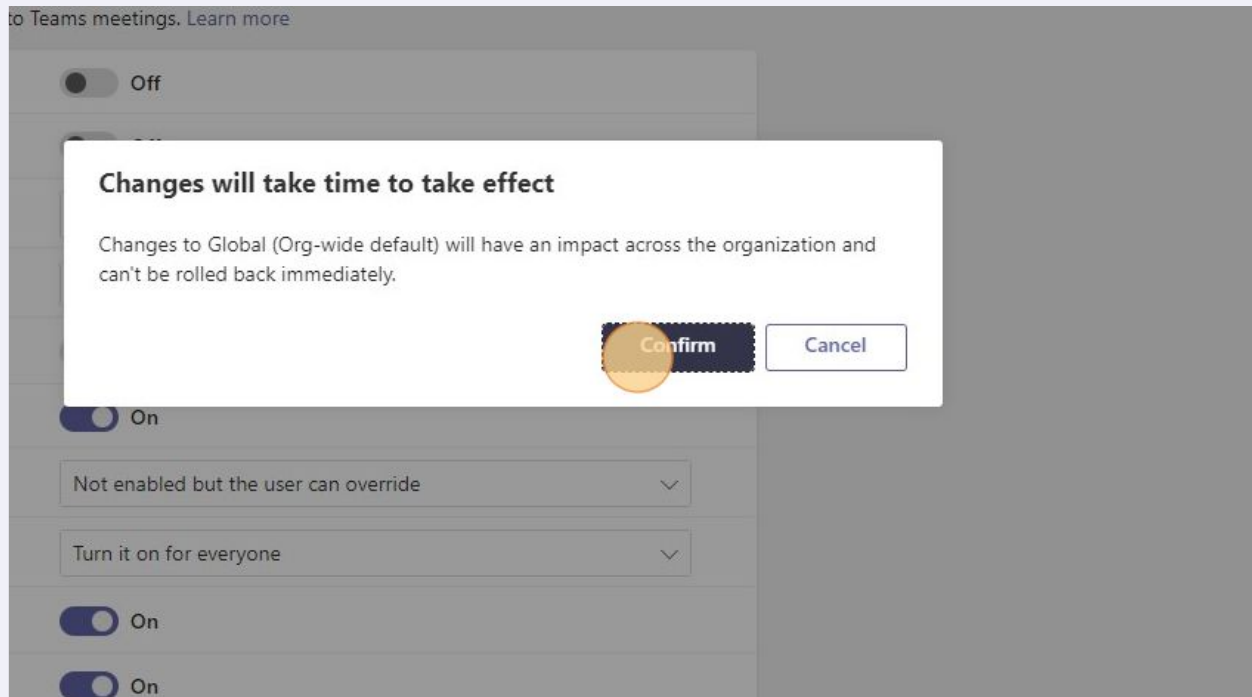 to Teams meetings. Learn more
Off
Changes will take time to take effect
Changes to Global (Org-wide default) will have an impact across the organization and
can't be rolled back immediately.
Confirm
Cancel
On
Not enabled but the user can override
Turn it on for everyone
On
On